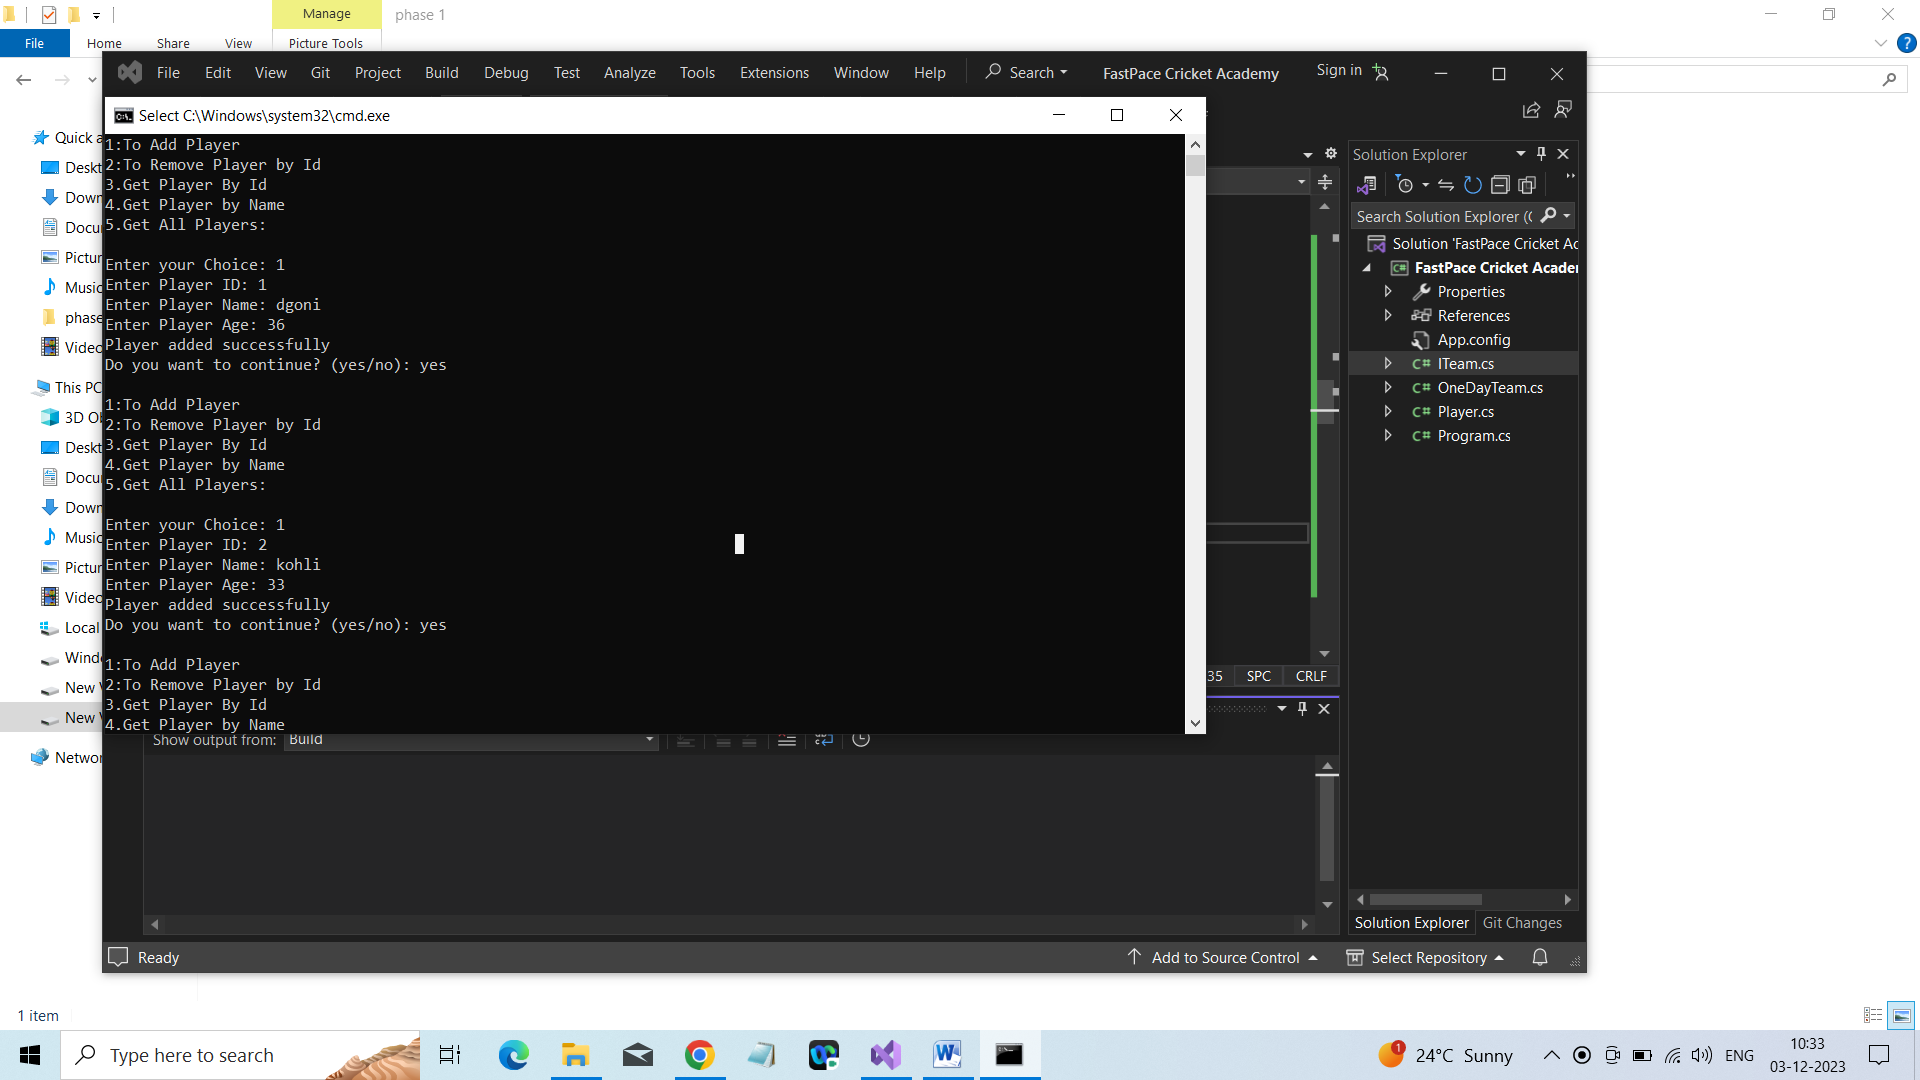 Manage
phase 1
File
Home
Share
View
Picture Tools
File Edit View Git Project Build Debug Test Analyze Tools Extensions Window Help Search FastPace Cricket Academy Sign in
Select C:\Windows\system32\cmd.exe
1:To Add Player
2:To Remove Player by Id
3.Get Player By Id
4.Get Player by Name
5.Get All Players:
Enter your Choice: 1
Enter Player ID: 1
Enter Player Name: dgoni
Enter Player Age: 36
Player added successfully
Do you want to continue? (yes/no): yes
1:To Add Player
2:To Remove Player by Id
3.Get Player By Id
4.Get Player by Name
5.Get All Players:
Enter your Choice: 1
Enter Player ID: 2
Enter Player Name: kohli
Enter Player Age: 33
Player added successfully
Do you want to continue? (yes/no): yes
1:To Add Player
2:To Remove Player by Id
3.Get Player By Id
4.Get Player by Name
Quick a
Deskt
Down
Docu
Pictur
Music
phase
Videc
This PC
3D Ob
Deskt
Docu
Down
Music
Pictur
Videc
Local
Windo
New V
New V
Networ
Solution Explorer
Search Solution Explorer (C
Solution 'FastPace Cricket Ac
FastPace Cricket Acader
Properties
References
App.config
C# ITeam.cs
C# OneDayTeam.cs
C# Player.cs
C# Program.cs
35 SPC CRLF
Show output from: Build
Solution Explorer Git Changes
Ready
Add to Source Control
Select Repository
1 item
Type here to search
24°C Sunny
ENG
10:33
03-12-2023